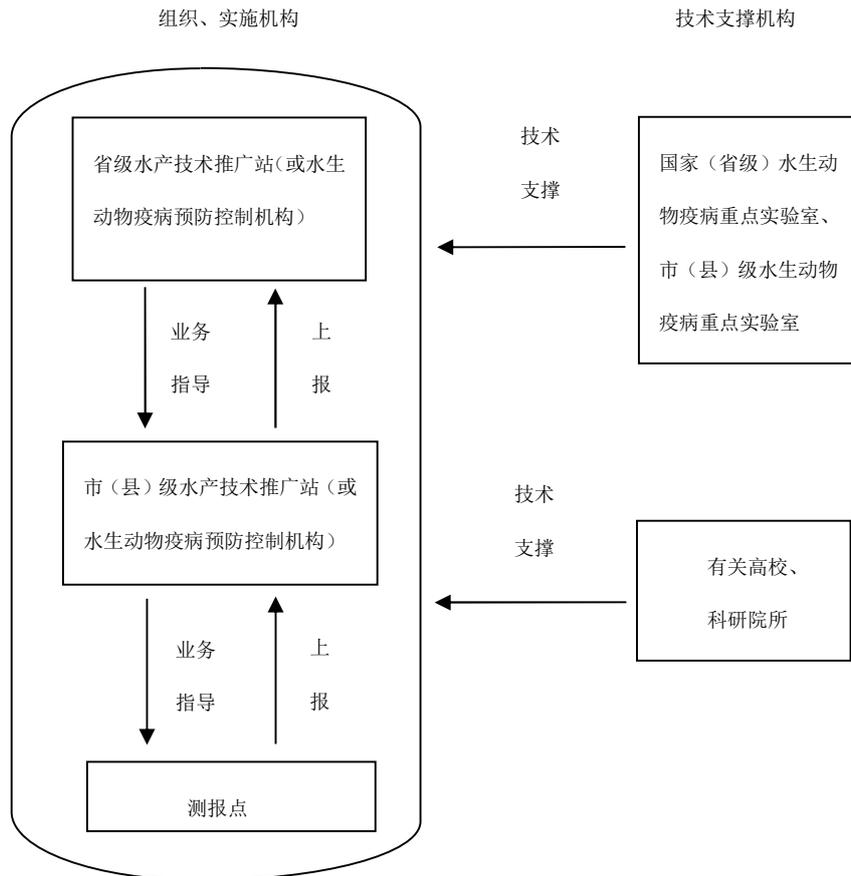 组织、实施机构
技术支撑机构
省级水产技术推广站（或水生
动物疫病预防控制机构）
技术
支撑
国家（省级）水生动
物疫病重点实验室、
市（县）级水生动物
疫病重点实验室
业务
指导
上
报
市（县）级水产技术推广站（或
水生动物疫病预防控制机构）
技术
支撑
有关高校、
科研院所
业务
指导
上
报
测报点